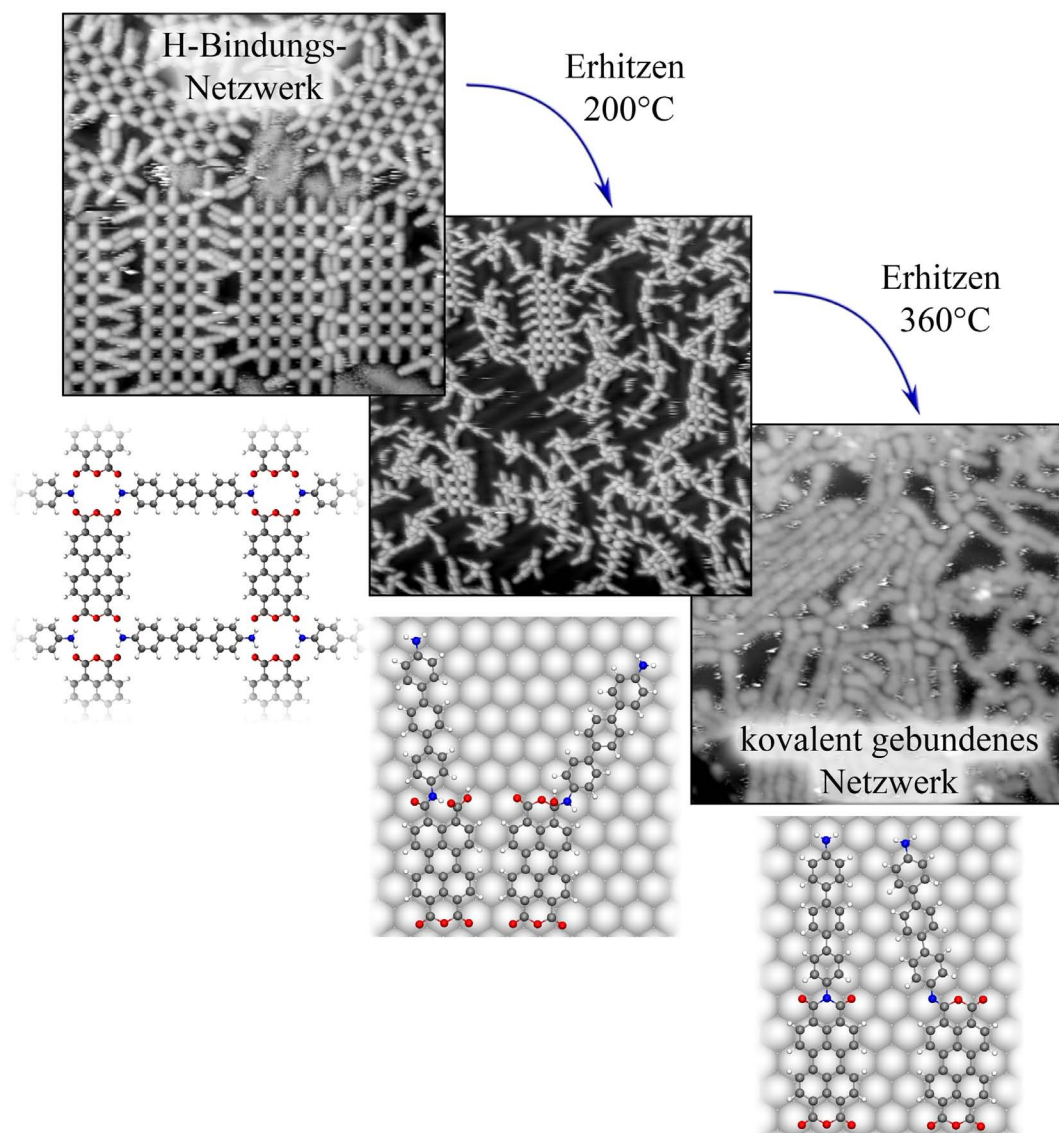 H-Bindungs-
Netzwerk
Erhitzen
200°C
Erhitzen
360°C
kovalent gebundenes
Netzwerk